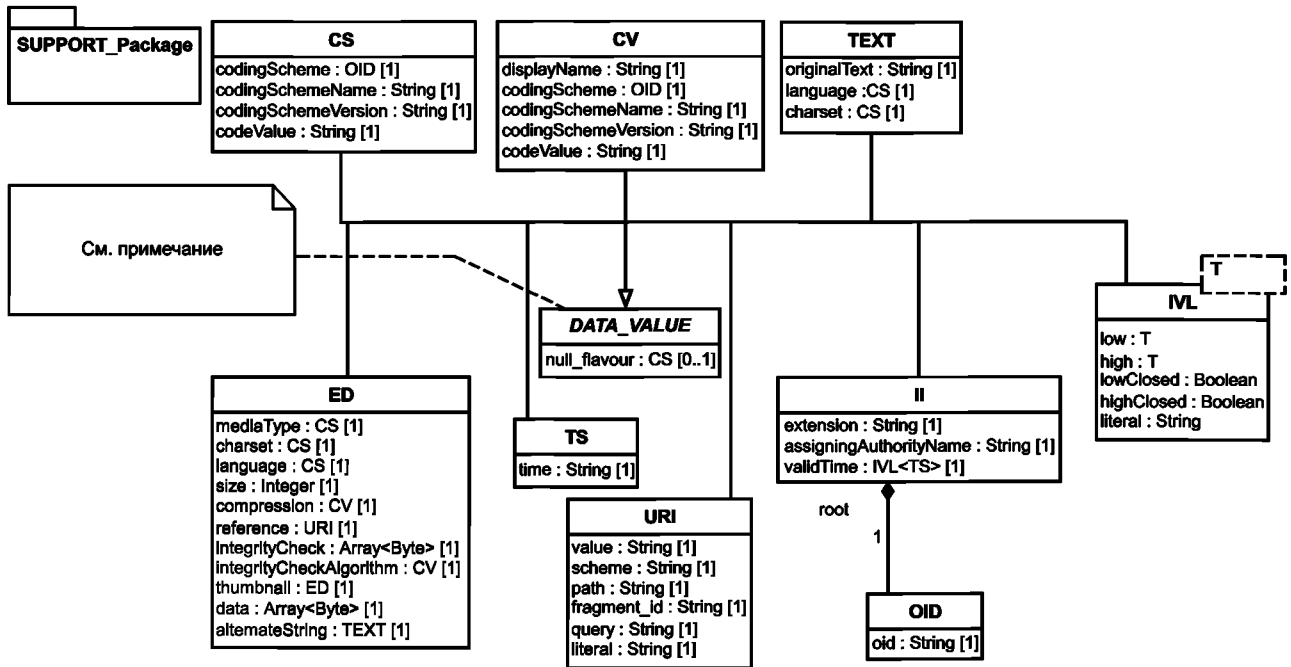 SUPPORT_Package
CS
codingScheme : OID [1]
codingSchemeName : String [1]
codingSchemeVersion : String [1]
codeValue : String [1]
CV
displayName : String [1]
codingScheme : OID [1]
codingSchemeName : String [1]
codingSchemeVersion : String [1]
codeValue : String [1]
TEXT
originalText : String [1]
language :CS [1]
charset : CS [1]
См. примечание
DATA_VALUE
null_flavour : CS [0..1]
T
IVL
low : T
high : T
lowClosed : Boolean
highClosed : Boolean
literal : String
ED
mediaType : CS [1]
charset : CS [1]
language : CS [1]
size : Integer [1]
compression : CV [1]
reference : URI [1]
integrityCheck : Array<Byte> [1]
integrityCheckAlgorithm : CV [1]
thumbnail : ED [1]
data : Array<Byte> [1]
alternateString : TEXT [1]
TS
time : String [1]
URI
value : String [1]
scheme : String [1]
path : String [1]
fragment_id : String [1]
query : String [1]
literal : String [1]
II
extension : String [1]
assigningAuthorityName : String [1]
validTime : IVL<TS> [1]
root
1
OID
oid : String [1]